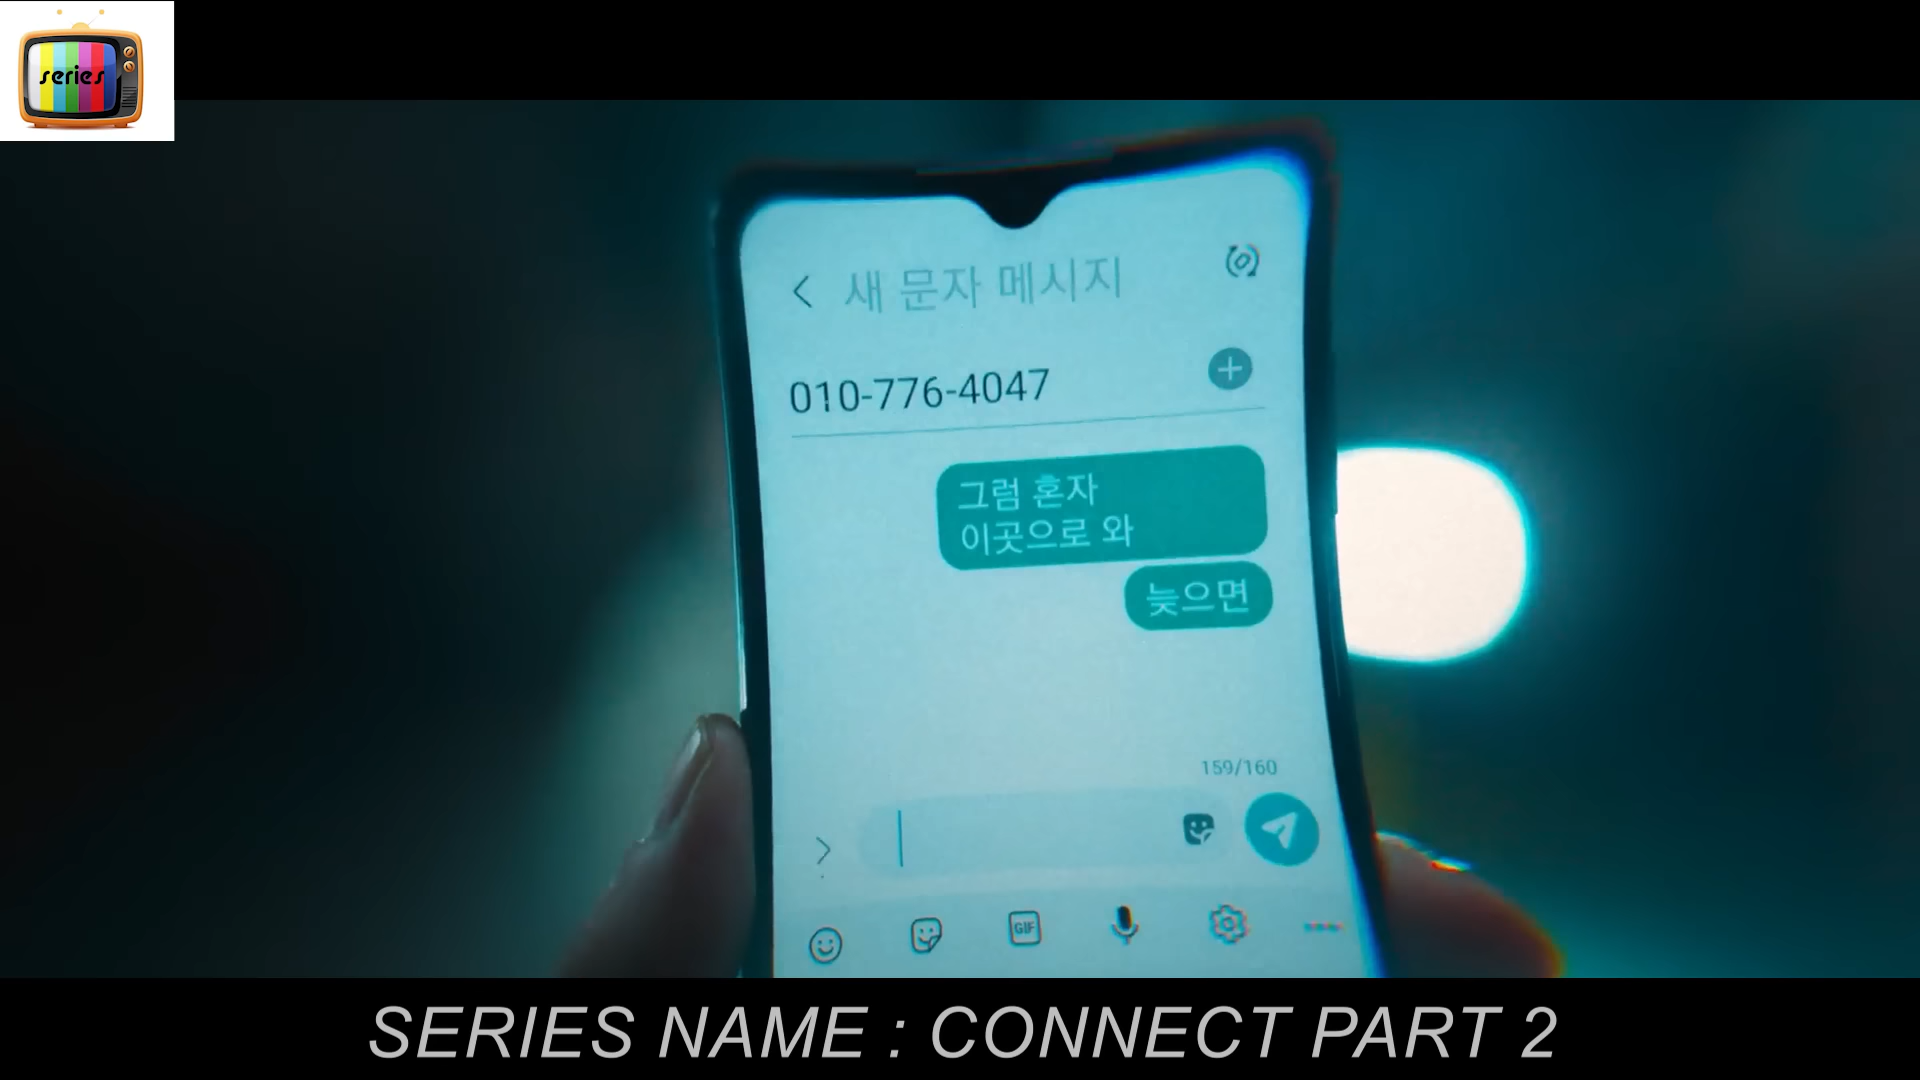 series
새 문자 메시지
010-776-4047
그럼 혼자
이곳으로 와
늦으면
159/160
GIF
SERIES NAME : CONNECT PART 2